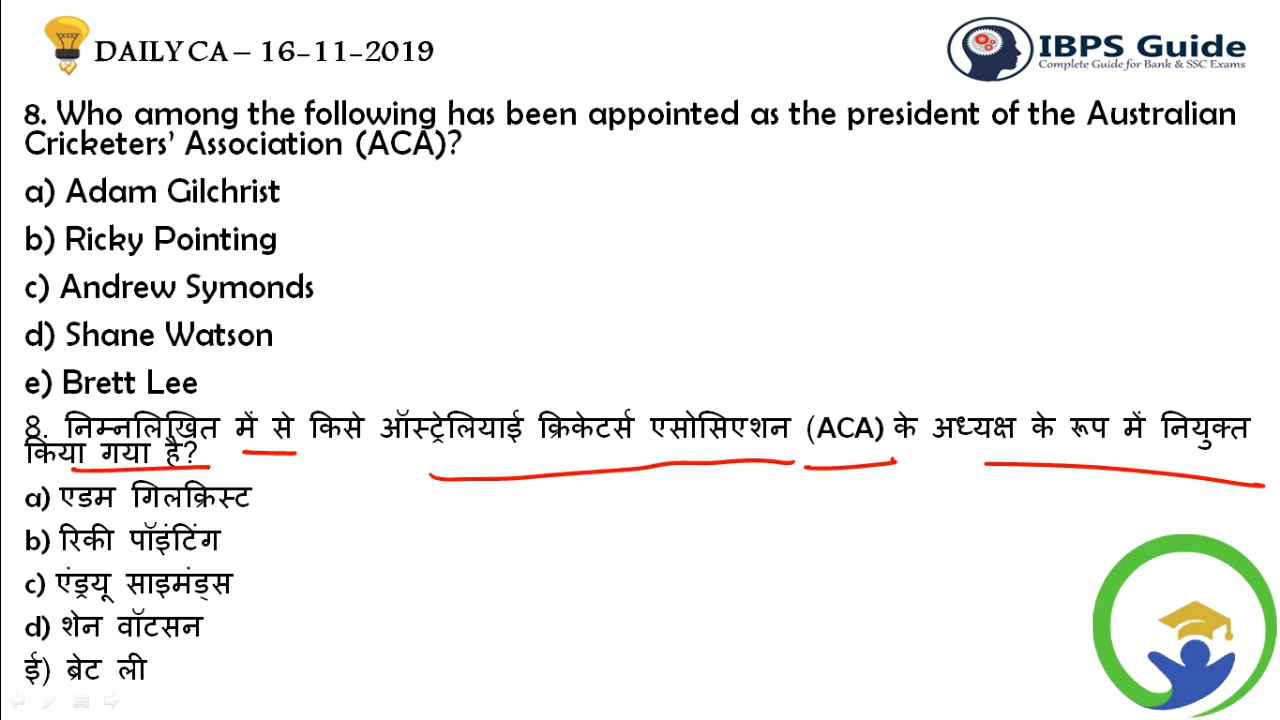 DAILY CA – 16-11-2019
IBPS Guide
Complete Guide for Bank & SSC Exams
8. Who among the following has been appointed as the president of the Australian
Cricketers’ Association (ACA)?
a) Adam Gilchrist
b) Ricky Pointing
c) Andrew Symonds
d) Shane Watson
e) Brett Lee
8. निम्नलिखित में से किसे ऑस्ट्रेलियाई क्रिकेटर्स एसोसिएशन (ACA) के अध्यक्ष के रूप में नियुक्त
किया गया है?
a) एडम गिलक्रिस्ट
b) रिकी पॉइंटिंग
c) एंड्रयू साइमंड्स
d) शेन वॉटसन
ई) ब्रेट ली